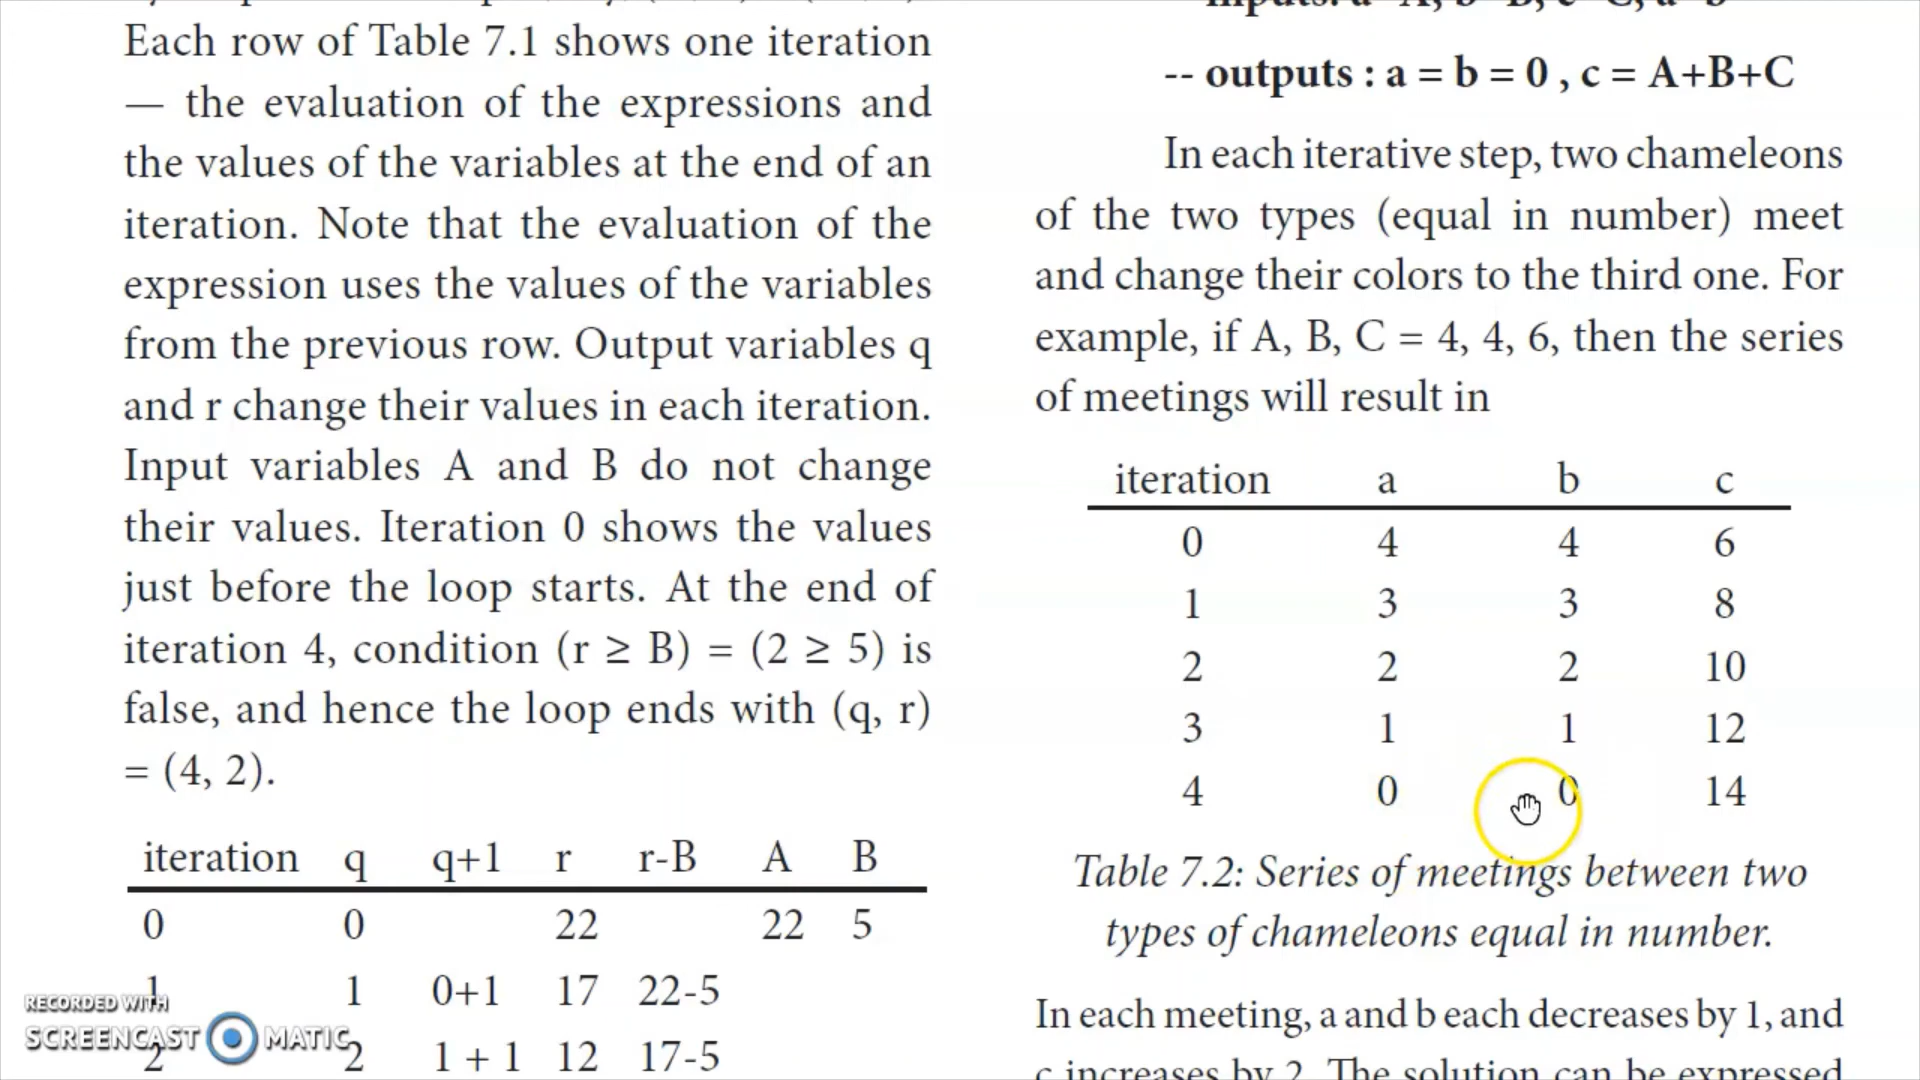 Each row of Table 7.1 shows one iteration
— the evaluation of the expressions and
the values of the variables at the end of an
iteration. Note that the evaluation of the
expression uses the values of the variables
from the previous row. Output variables q
and r change their values in each iteration.
Input variables A and B do not change
their values. Iteration 0 shows the values
just before the loop starts. At the end of
iteration 4, condition (r ≥ B) = (2 ≥ 5) is
false, and hence the loop ends with (q, r)
= (4, 2).
iteration q q+1 r r-B A B
0 0 22 22 5
1 1 0+1 17 22-5
2 2 1 + 1 12 17-5
-- outputs : a = b = 0 , c = A+B+C
In each iterative step, two chameleons
of the two types (equal in number) meet
and change their colors to the third one. For
example, if A, B, C = 4, 4, 6, then the series
of meetings will result in
iteration a b c
0 4 4 6
1 3 3 8
2 2 2 10
3 1 1 12
4 0 0 14
Table 7.2: Series of meetings between two
types of chameleons equal in number.
In each meeting, a and b each decreases by 1, and
c increases by 2. The solution can be expressed
RECORDED WITH
SCREENCAST MATIC